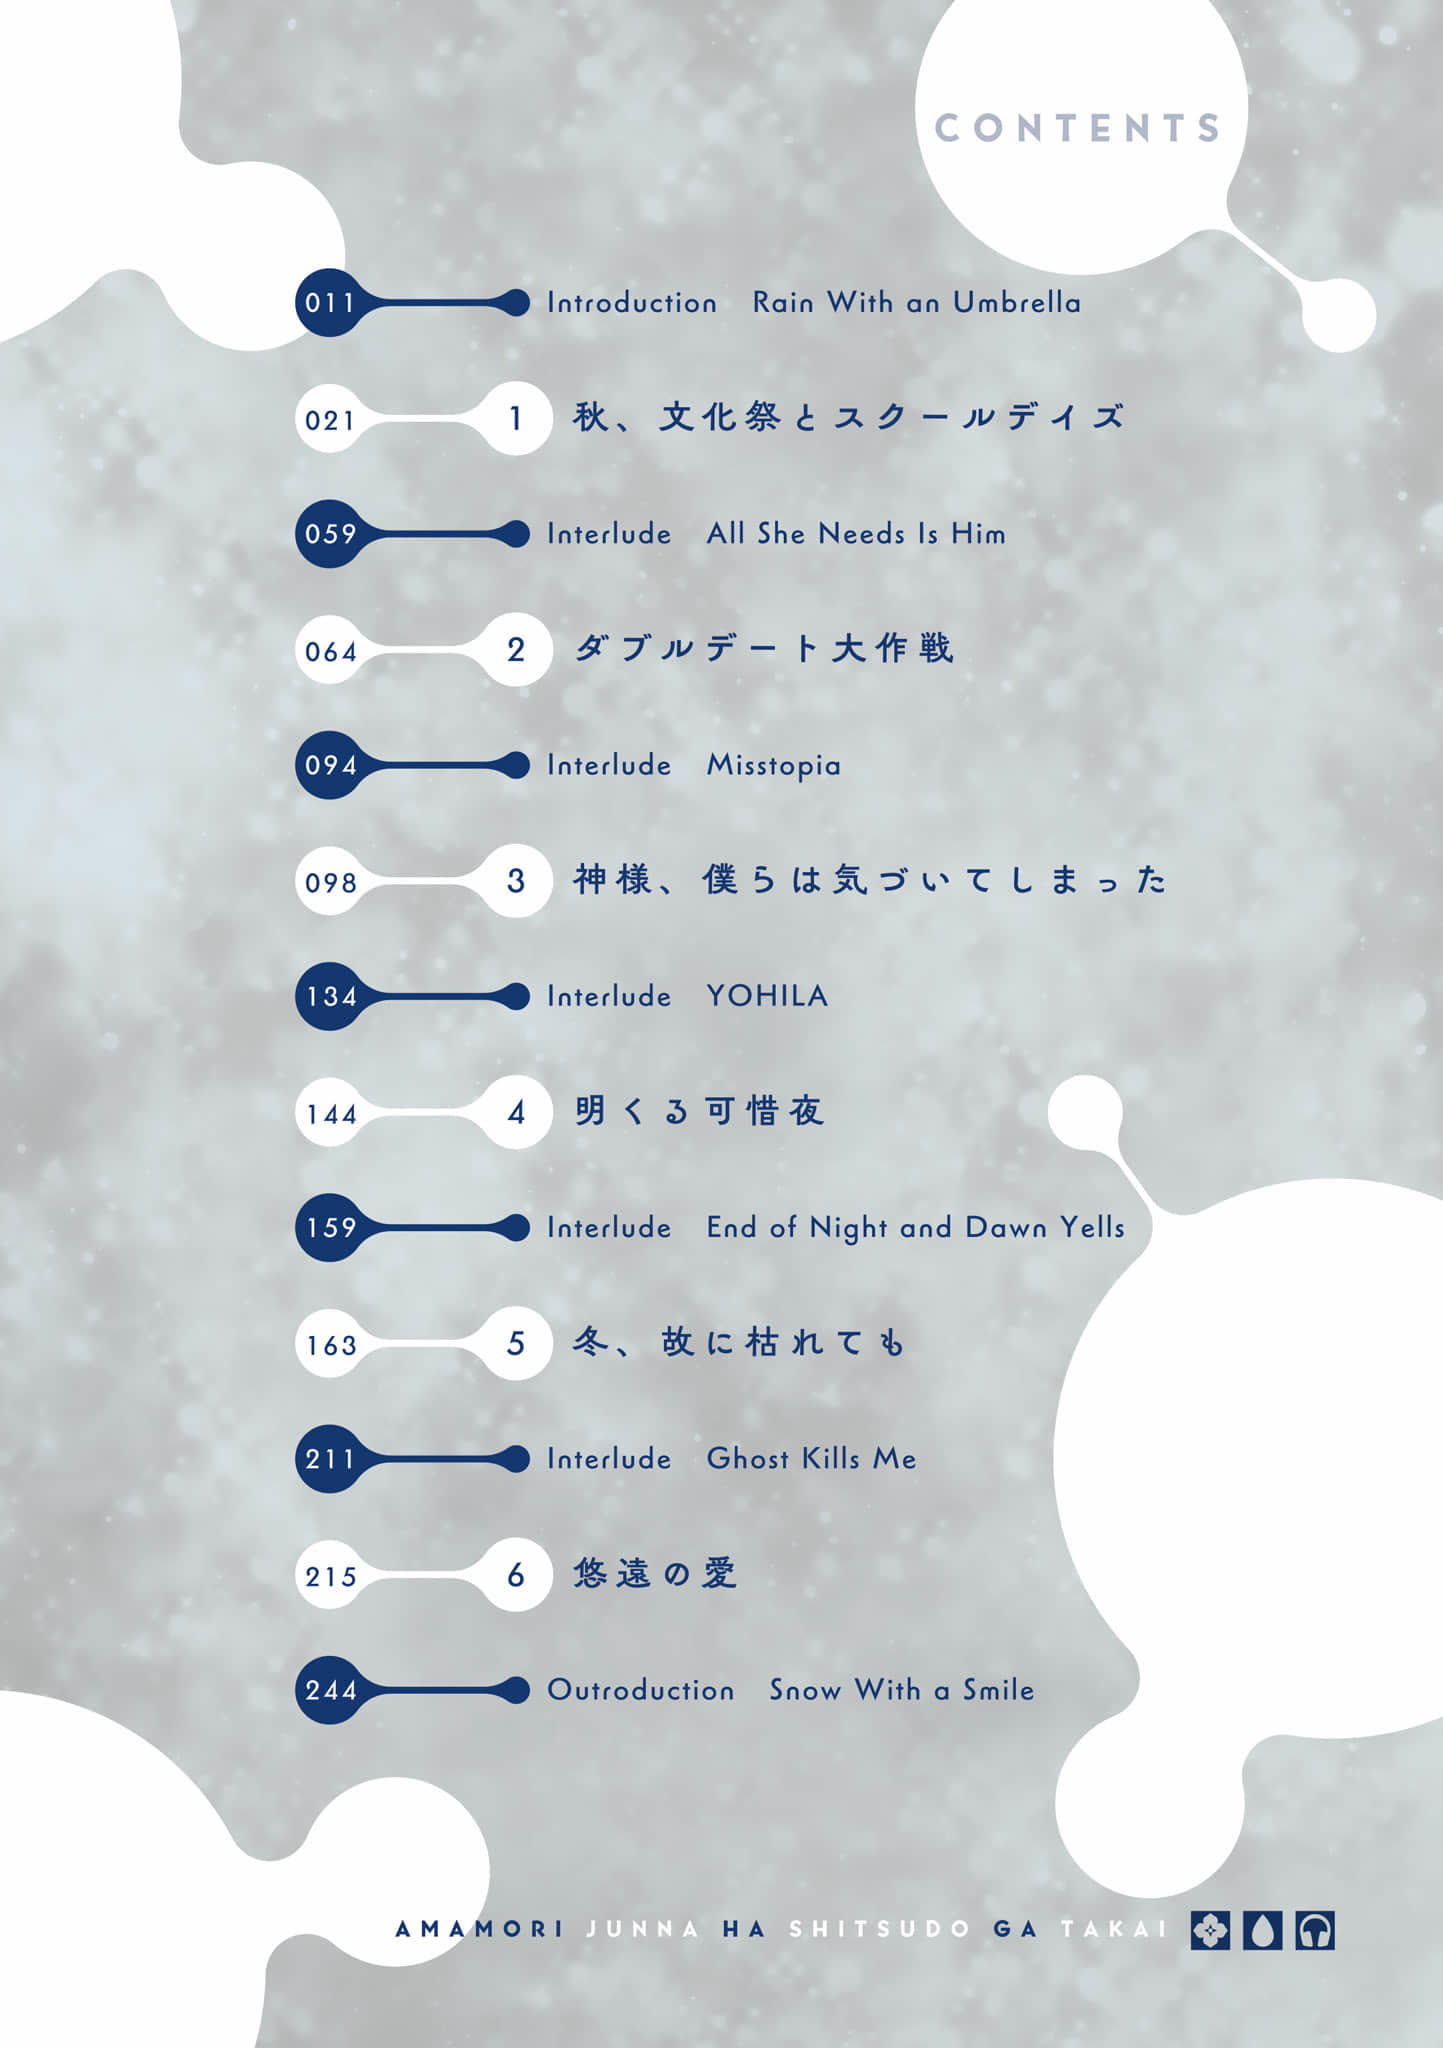 CONTENTS
011 Introduction Rain With an Umbrella
021 1 秋、文化祭とスクールデイズ
059 Interlude All She Needs Is Him
064 2 ダブルデート大作戦
094 Interlude Misstopia
098 3 神様、僕らは気づいてしまった
134 Interlude YOHILA
144 4 明くる可惜夜
159 Interlude End of Night and Dawn Yells
163 5 冬、故に枯れても
211 Interlude Ghost Kills Me
215 6 悠遠の愛
244 Outroduction Snow With a Smile
AMAMORI JUNNA HA SHITSUDO GA TAKAI